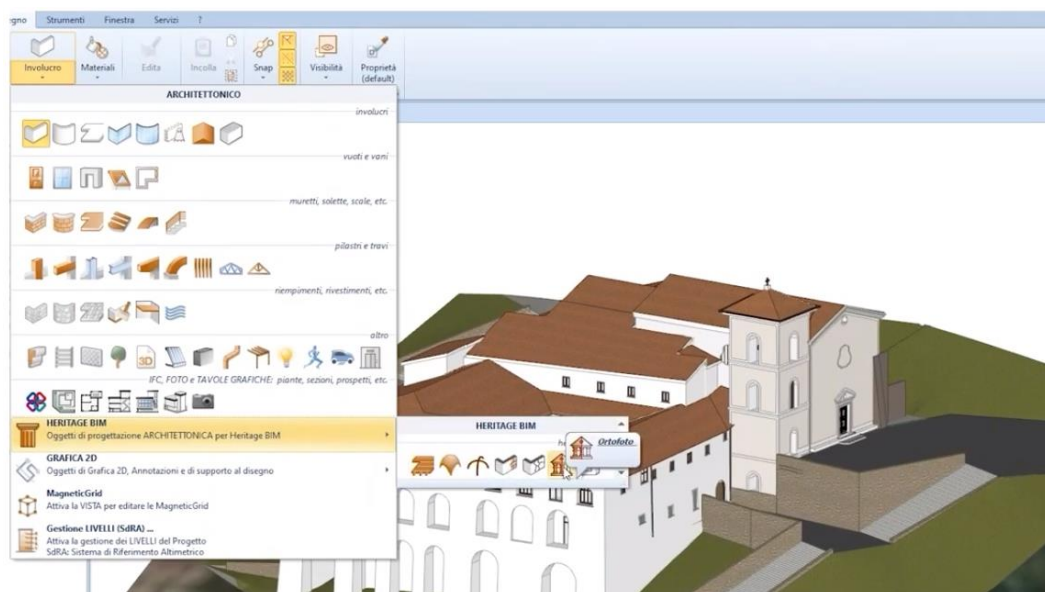 gno Strumenti Finestra Servizi ?
Involucro Materiali Edita Incolla Snap Visibilità Proprietà
(default)
ARCHITETTONICO
involucri
vuoti e vani
muretti, solette, scale, etc.
pilastri e travi
riempimenti, rivestimenti, etc.
altro
3D
IFC, FOTO e TAVOLE GRAFICHE: piante, sezioni, prospetti, etc.
HERITAGE BIM
Oggetti di progettazione ARCHITETTONICA per Heritage BIM
HERITAGE BIM
he
Ortofoto
GRAFICA 2D
Oggetti di Grafica 2D, Annotazioni e di supporto al disegno
MagneticGrid
Attiva la VISTA per editare le MagneticGrid
Gestione LIVELLI (SdRA) ...
Attiva la gestione dei LIVELLI del Progetto
SdRA: Sistema di Riferimento Altimetrico